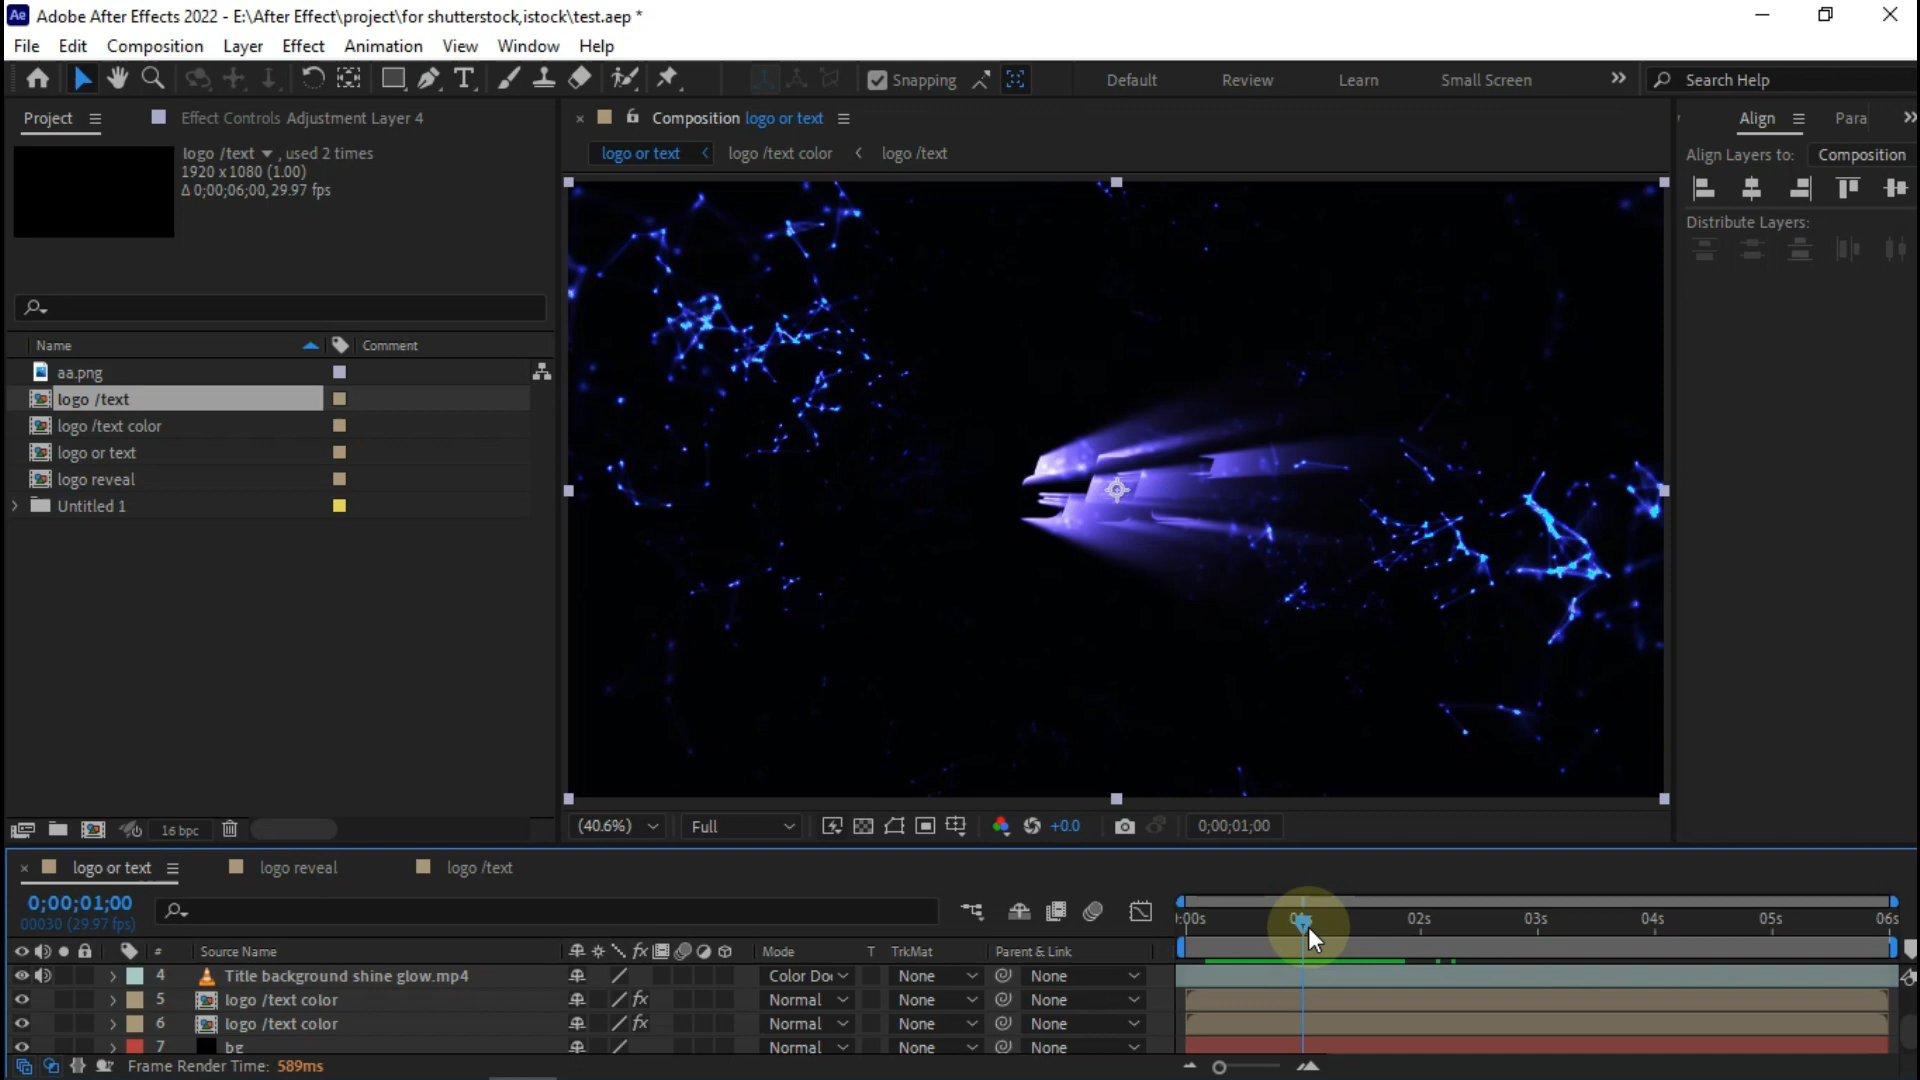 Adobe After Effects 2022 - E:\After Effect\project\for shutterstock,istock\test.aep *
File Edit Composition Layer Effect Animation View Window Help
Snapping Default Review Learn Small Screen Search Help
Project Effect Controls Adjustment Layer 4
Composition logo or text
Align Para
logo /text , used 2 times
1920 x 1080 (1.00)
Δ 0;00;06;00, 29.97 fps
logo or text logo /text color logo /text
Align Layers to: Composition
Distribute Layers:
Name Comment
aa.png
logo /text
logo /text color
logo or text
logo reveal
Untitled 1
16 bpc
(40.6%) Full +0.0 0;00;01;00
logo or text logo reveal logo /text
0;00;01;00
00030 (29.97 fps)
:00s 02s 03s 04s 05s 06s
# Source Name Mode T TrkMat Parent & Link
4 Title background shine glow.mp4 Color Do None None
5 logo /text color fx Normal None None
6 logo /text color fx Normal None None
7 bg Normal None None
Frame Render Time: 589ms